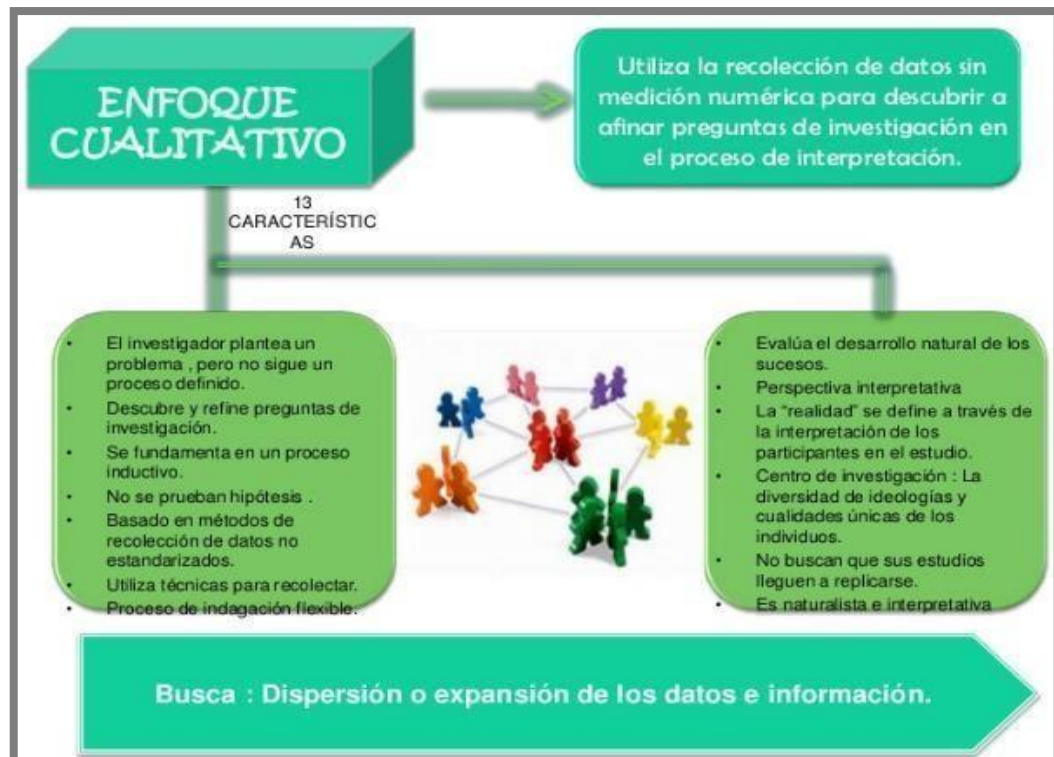 ENFOQUE
CUALITATIVO
Utiliza la recolección de datos sin
medición numérica para descubrir a
afinar preguntas de investigación en
el proceso de interpretación.
13
CARACTERÍSTIC
AS
• El investigador plantea un
problema , pero no sigue un
proceso definido.
• Descubre y refine preguntas de
investigación.
• Se fundamenta en un proceso
inductivo.
• No se prueban hipótesis .
• Basado en métodos de
recolección de datos no
estandarizados.
• Utiliza técnicas para recolectar.
• Proceso de indagación flexible.
• Evalúa el desarrollo natural de los
sucesos.
• Perspectiva interpretativa
• La “realidad” se define a través de
la interpretación de los
participantes en el estudio.
• Centro de investigación : La
diversidad de ideologías y
cualidades únicas de los
individuos.
• No buscan que sus estudios
lleguen a replicarse.
• Es naturalista e interpretativa
Busca : Dispersión o expansión de los datos e información.